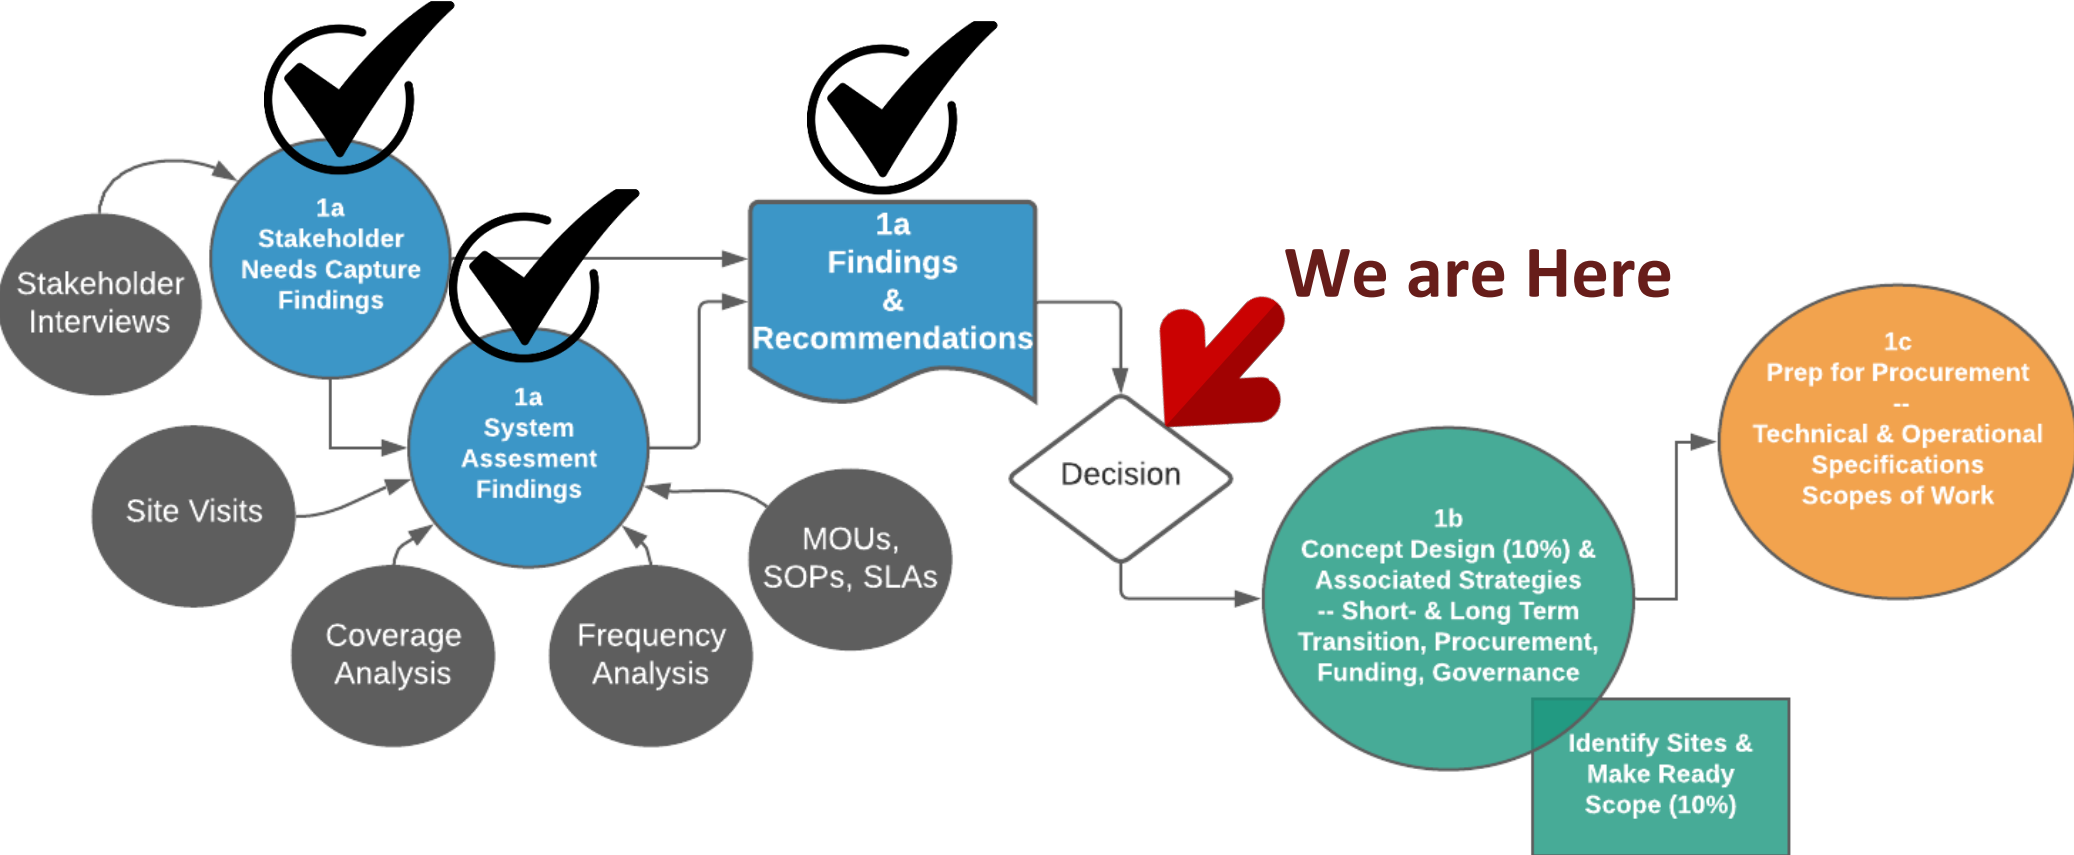 1a
Stakeholder
Needs Capture
Findings
Stakeholder
Interviews
1a
System
Assesment
Findings
Site Visits
Coverage
Analysis
Frequency
Analysis
MOUs,
SOPs, SLAs
1a
Findings
&
Recommendations
We are Here
Decision
1b
Concept Design (10%) &
Associated Strategies
-- Short- & Long Term
Transition, Procurement,
Funding, Governance
Identify Sites &
Make Ready
Scope (10%)
1c
Prep for Procurement
--
Technical & Operational
Specifications
Scopes of Work